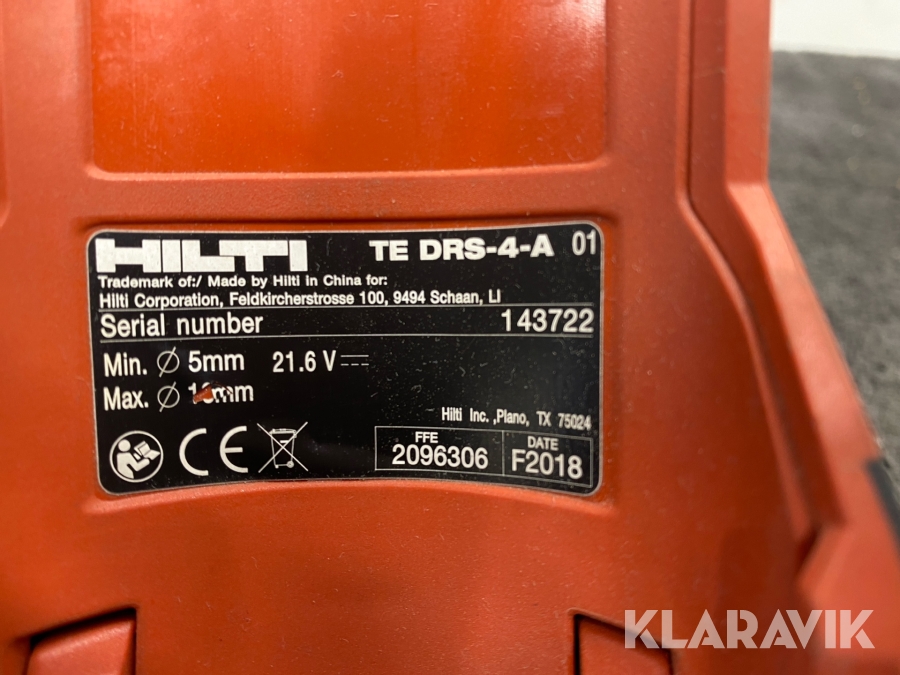 HILTI TE DRS-4-A 01
Trademark of:/ Made by Hilti in China for:
Hilti Corporation, Feldkircherstrosse 100, 9494 Schaan, LI
Serial number 143722
Min. Ø 5mm 21.6 V
Max. Ø
Hilti Inc. ,Plano, TX 75024
FFE DATE
2096306 F2018
CE
KLARAVIK